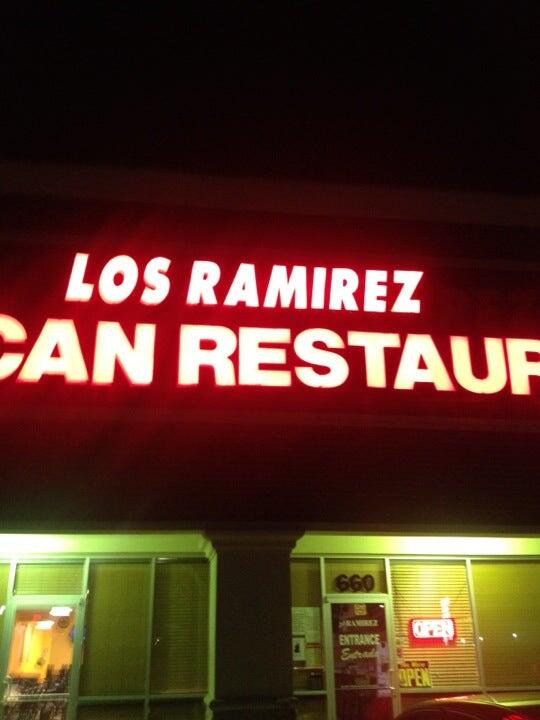 LOS RAMIREZ
CAN RESTAUR
660
RAMIREZ
ENTRANCE
Entrada
OPEN
OPEN